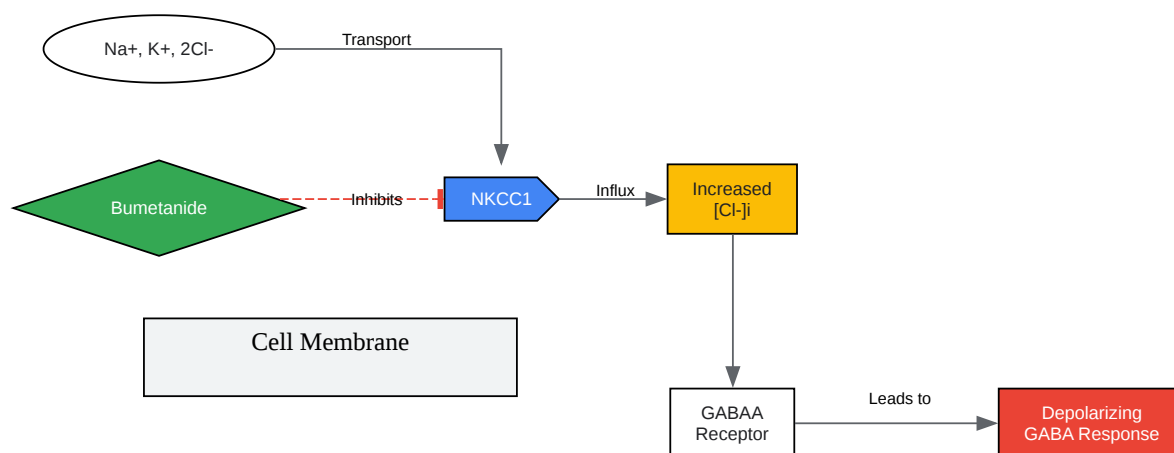 Na+, K+, 2Cl-
Transport
Bumetanide
Inhibits
NKCC1
Influx
Increased
[Cl-]i
Cell Membrane
GABAA
Receptor
Leads to
Depolarizing
GABA Response